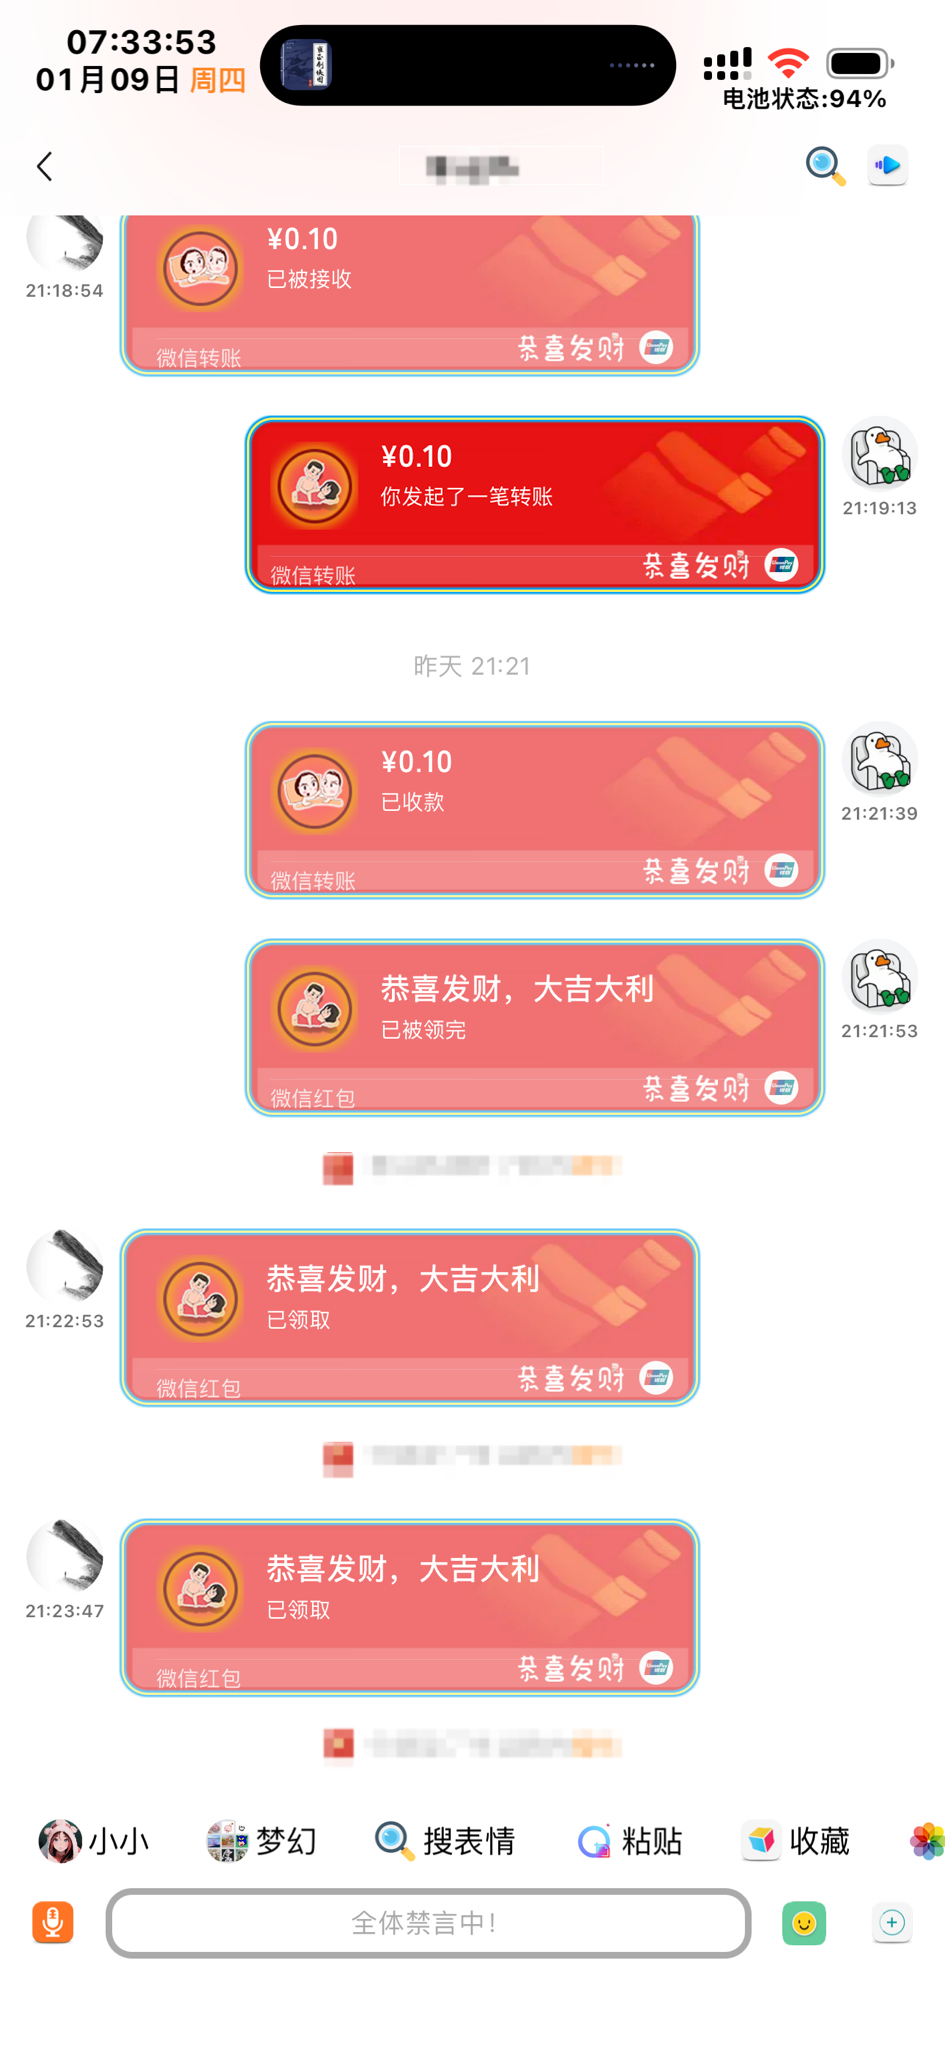 07:33:53
01月09日 周四
电池状态:94%
¥0.10
已被接收
21:18:54
微信转账
恭喜发财
¥0.10
你发起了一笔转账
21:19:13
微信转账
恭喜发财
昨天 21:21
¥0.10
已收款
21:21:39
微信转账
恭喜发财
恭喜发财，大吉大利
已被领完
21:21:53
微信红包
恭喜发财
恭喜发财，大吉大利
已领取
21:22:53
微信红包
恭喜发财
恭喜发财，大吉大利
已领取
21:23:47
微信红包
恭喜发财
小小
梦幻
搜表情
粘贴
收藏
全体禁言中！